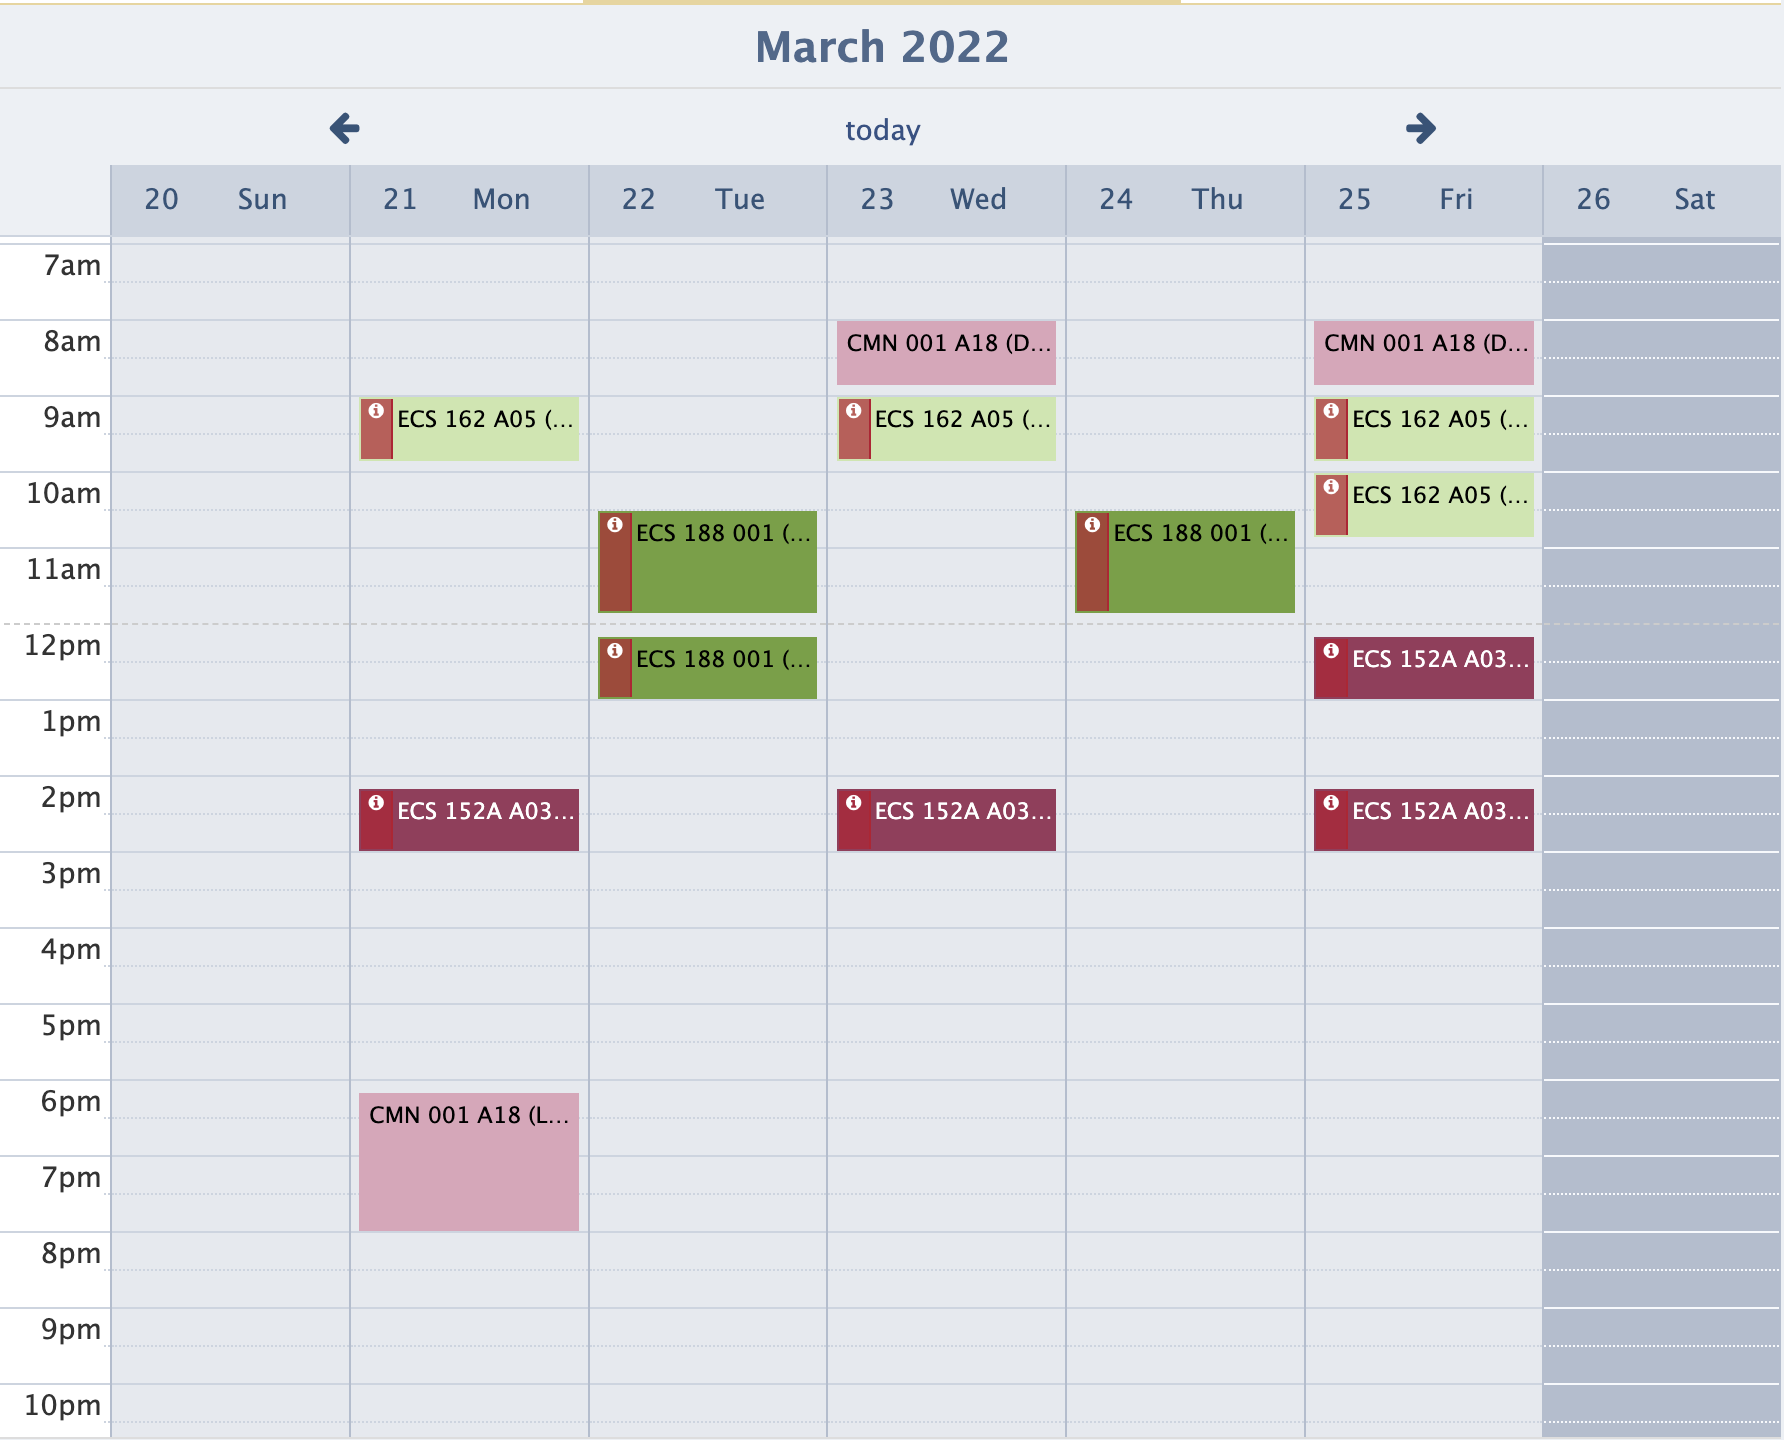 March 2022
today
20 Sun 21 Mon 22 Tue 23 Wed 24 Thu 25 Fri 26 Sat
7am
8am
CMN 001 A18 (D... CMN 001 A18 (D...
9am
ECS 162 A05 (... ECS 162 A05 (... ECS 162 A05 (...
10am
ECS 162 A05 (...
ECS 188 001 (... ECS 188 001 (...
11am
12pm
ECS 188 001 (... ECS 152A A03...
1pm
2pm
ECS 152A A03... ECS 152A A03... ECS 152A A03...
3pm
4pm
5pm
6pm
CMN 001 A18 (L...
7pm
8pm
9pm
10pm